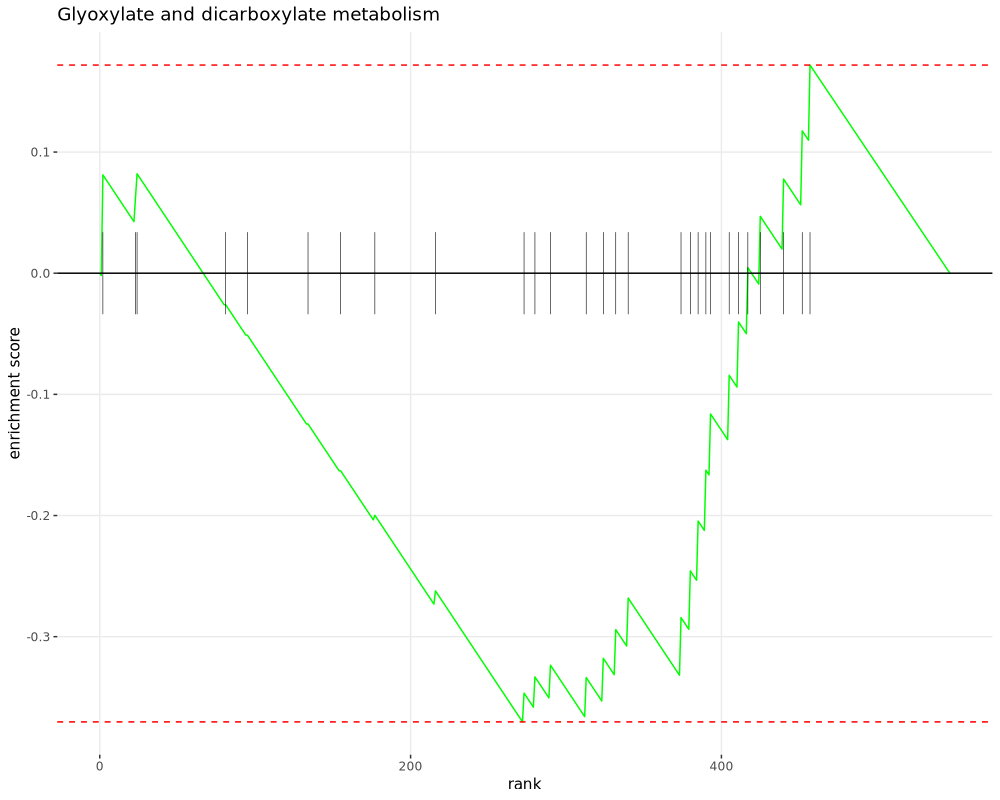 Glyoxylate and dicarboxylate metabolism
0.1
0.0
-0.1
-0.2
-0.3
enrichment score
0
200
400
rank